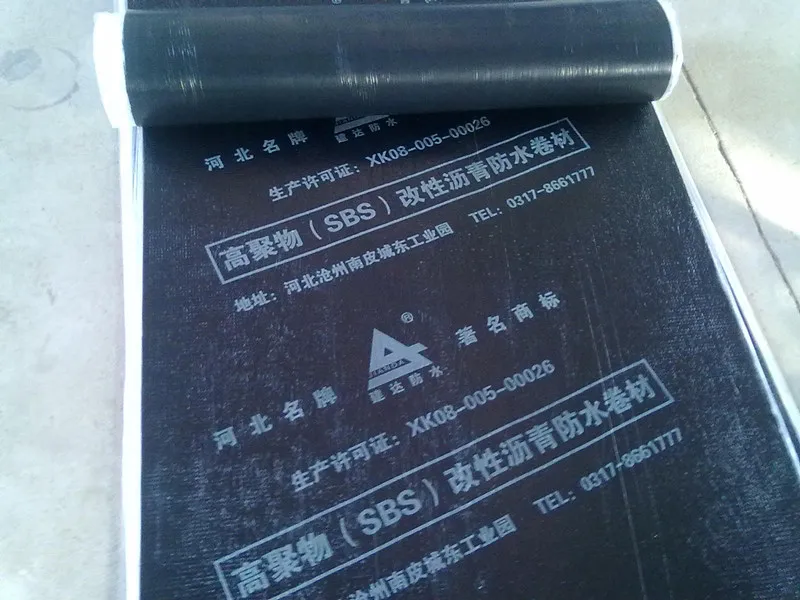 建达防水
河北名牌
生产许可证：XK08-005-00026
高聚物（SBS）改性沥青防水卷材
地址：河北沧州南皮城东工业园 TEL：0317-8661777
®
JIANDA
建达防水
河北名牌 著名商标
生产许可证：XK08-005-00026
高聚物（SBS）改性沥青防水卷材
沧州南皮城东工业园 TEL：0317-8661777